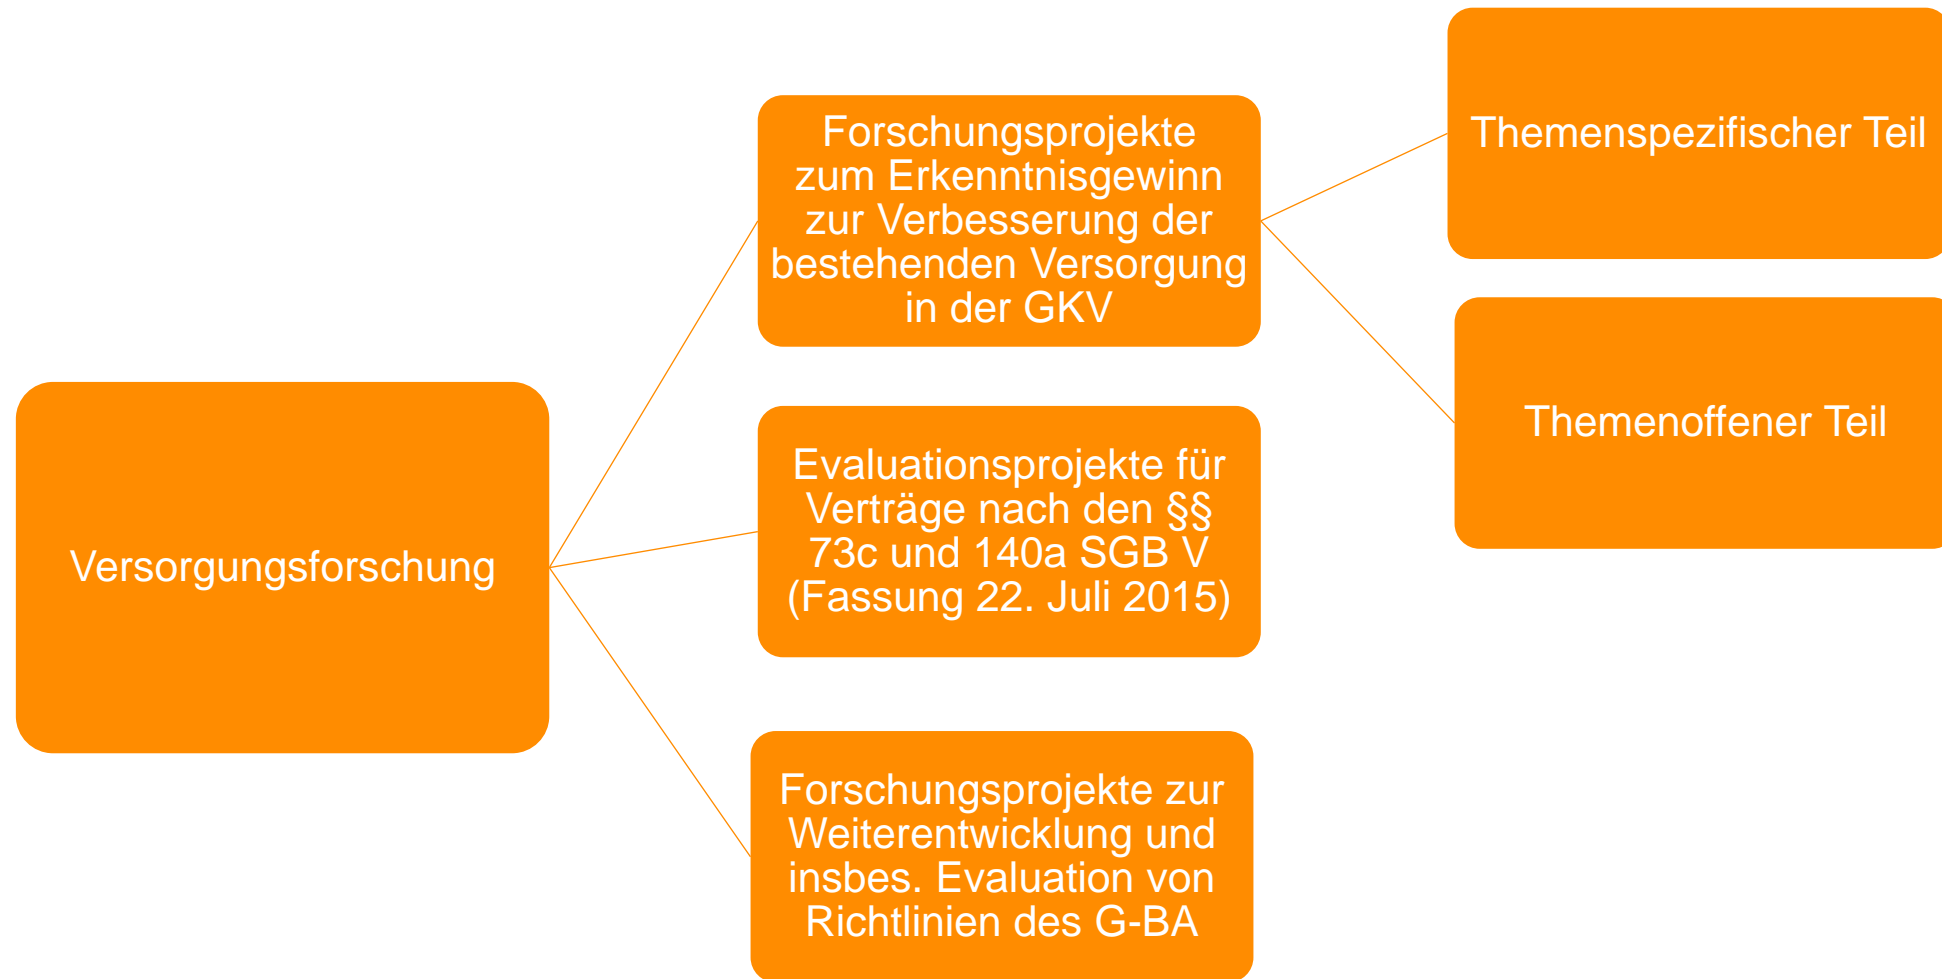 Versorgungsforschung
Forschungsprojekte
zum Erkenntnisgewinn
zur Verbesserung der
bestehenden Versorgung
in der GKV
Evaluationsprojekte für
Verträge nach den §§
73c und 140a SGB V
(Fassung 22. Juli 2015)
Forschungsprojekte zur
Weiterentwicklung und
insbes. Evaluation von
Richtlinien des G-BA
Themenspezifischer Teil
Themenoffener Teil